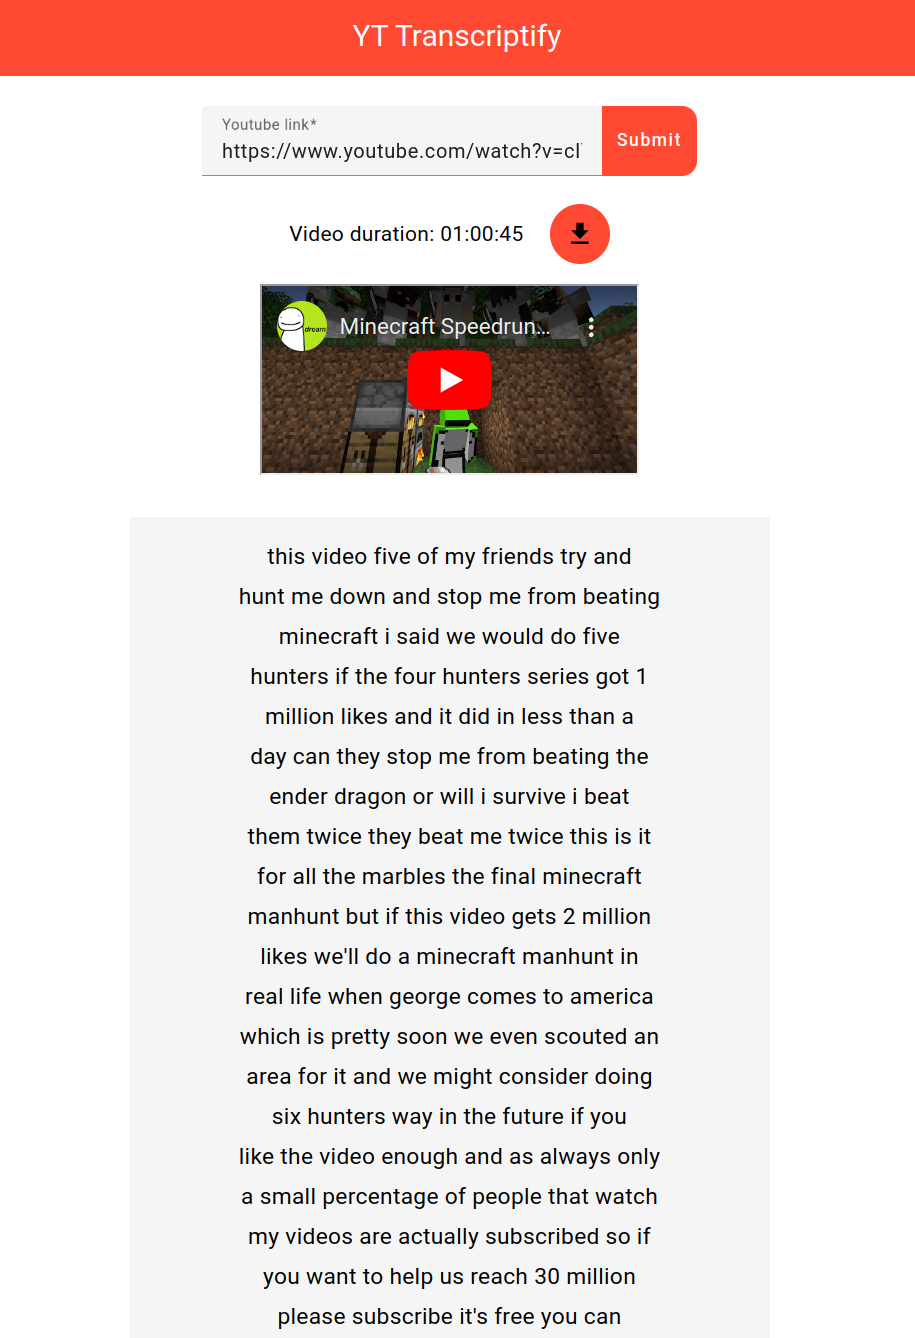 YT Transcriptify
Youtube link*
https://www.youtube.com/watch?v=cl
Submit
Video duration: 01:00:45
dream
Minecraft Speedrun...
this video five of my friends try and
hunt me down and stop me from beating
minecraft i said we would do five
hunters if the four hunters series got 1
million likes and it did in less than a
day can they stop me from beating the
ender dragon or will i survive i beat
them twice they beat me twice this is it
for all the marbles the final minecraft
manhunt but if this video gets 2 million
likes we'll do a minecraft manhunt in
real life when george comes to america
which is pretty soon we even scouted an
area for it and we might consider doing
six hunters way in the future if you
like the video enough and as always only
a small percentage of people that watch
my videos are actually subscribed so if
you want to help us reach 30 million
please subscribe it's free you can